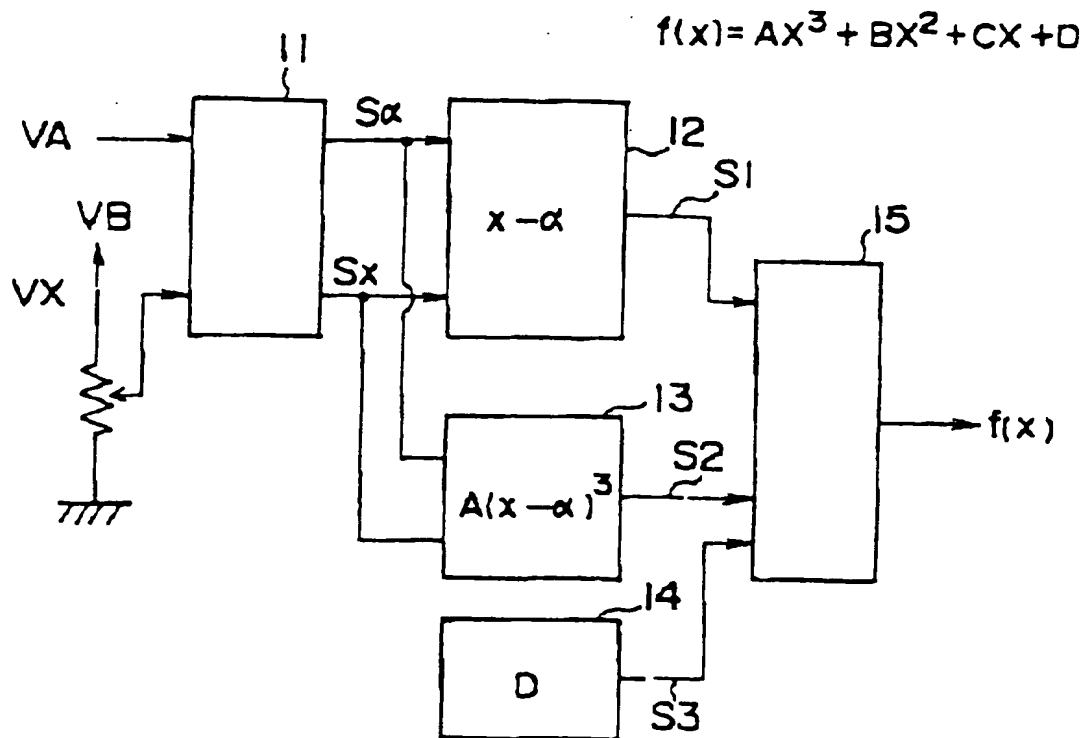 f(x) = AX³ + BX² + CX + D
11
Sα
VA
12
S1
x - α
VB
15
VX
Sx
13
S2
f(x)
A(x - α)³
14
D
S3